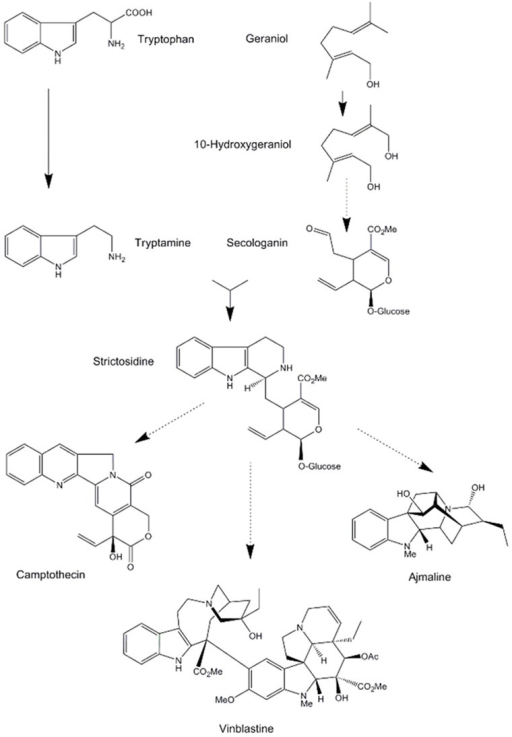 COOH
NH2
N
H
Tryptophan
Geraniol
OH
10-Hydroxygeraniol
OH
OH
NH2
N
H
Tryptamine
Secologanin
O
CO2Me
O
O-Glucose
Strictosidine
N
H
NH
H
CO2Me
O
O-Glucose
N
N
O
O
OH
O
Camptothecin
HO
N
OH
N
Me
H
Ajmaline
N
OH
N
H
CO2Me
MeO
N
H
OAc
CO2Me
N
Me
H
OH
Vinblastine